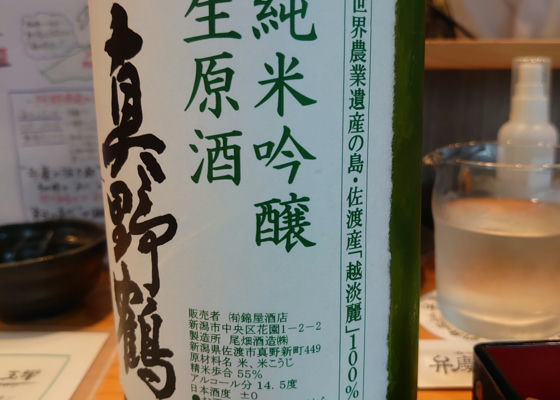 世界農業遺産の島・佐渡産「越淡麗」100%
純米吟醸
生原酒
真野鶴
販売者 ㈲錦屋酒店
新潟市中央区花園1-2-2
製造所 尾畑酒造㈱
新潟県佐渡市真野新町449
原材料名 米、米こうじ
精米歩合 55%
アルコール分 14.5度
日本酒度 ±0